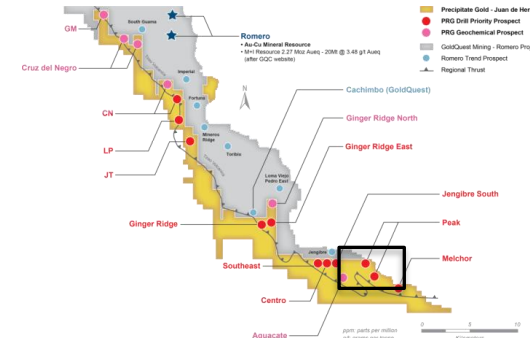 Precipitate Gold - Juan de Her
PRG Drill Priority Prospect
PRG Geochemical Prospect
GoldQuest Mining - Romero Pro
Romero Trend Prospect
Regional Thrust
GM
South Guama
Romero
• Au-Cu Mineral Resource
• M+I Resource 2.27 Moz Aueq - 20Mt @ 3.48 g/t Aueq
(after GQC website)
Cruz del Negro
Imperial
N
Cachimbo (GoldQuest)
Fortuna
CN
Ginger Ridge North
Mineros
Ridge
LP
Toribio
Ginger Ridge East
JT
Loma Viejo
Pedro East
Jengibre South
Ginger Ridge
Peak
Jengibre
Southeast
Melchor
Centro
Aguacate
ppm: parts per million
0
5
10